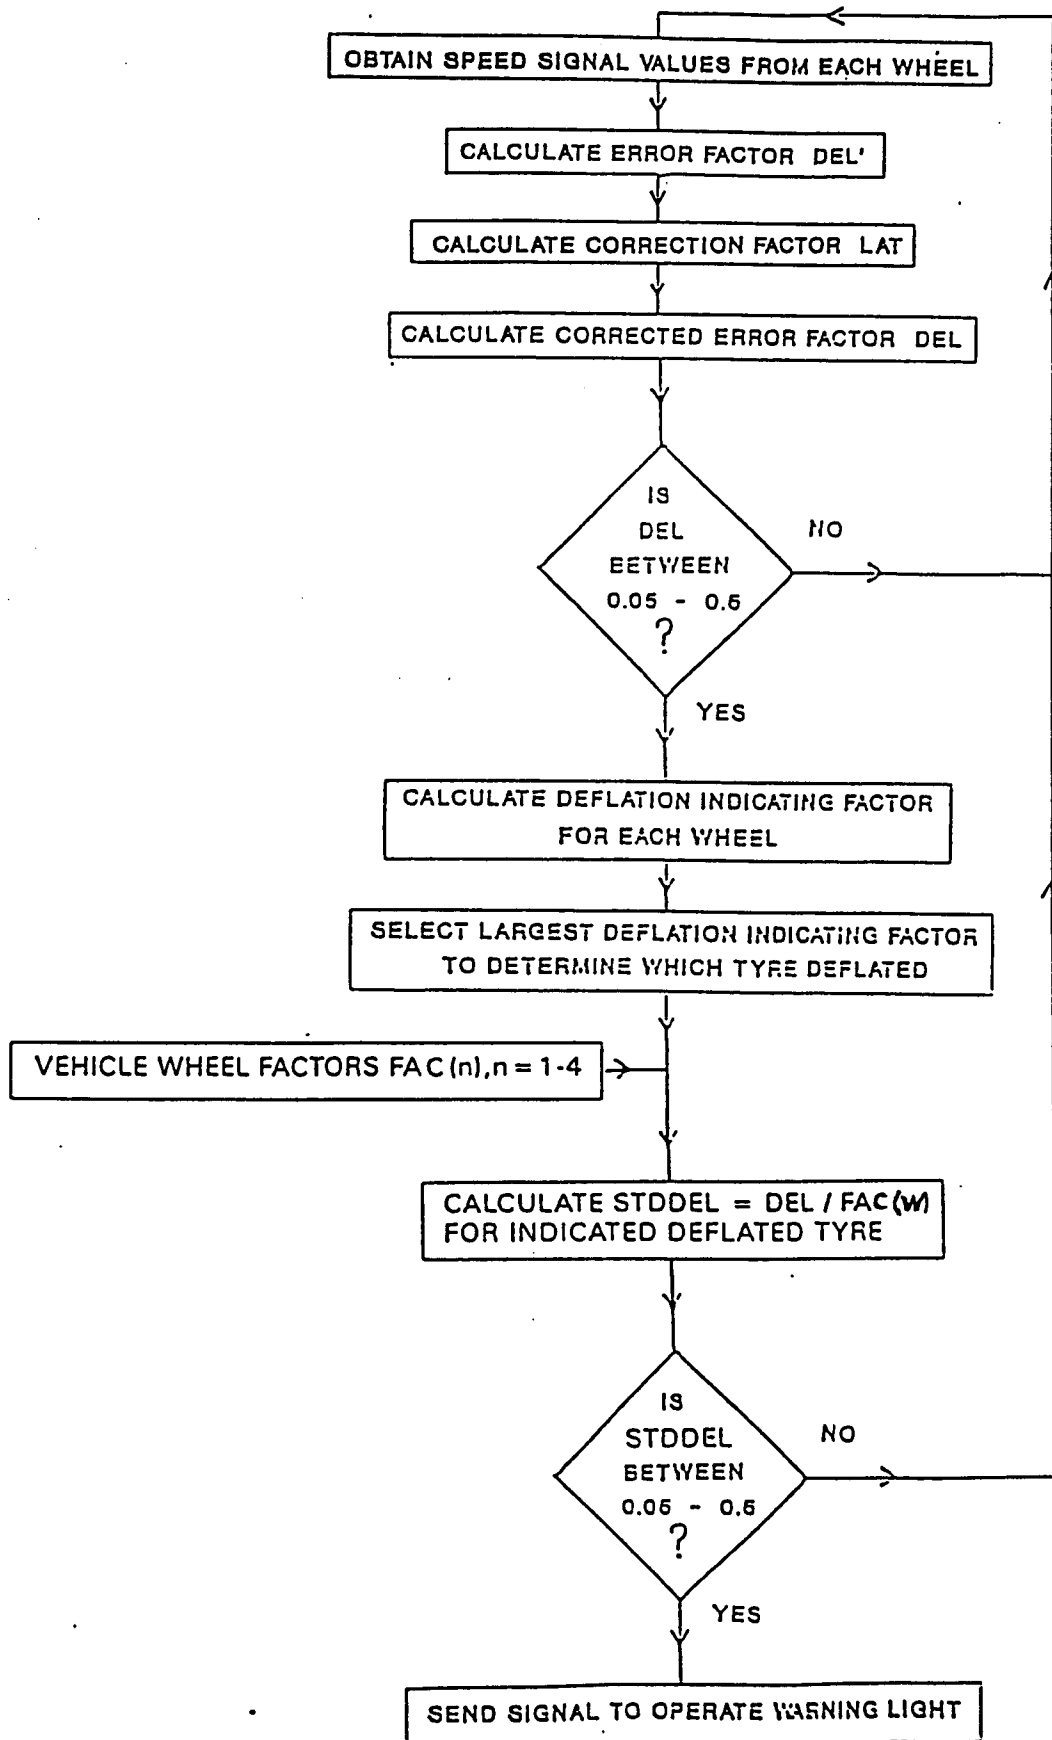 OBTAIN SPEED SIGNAL VALUES FROM EACH WHEEL
CALCULATE ERROR FACTOR DEL'
CALCULATE CORRECTION FACTOR LAT
CALCULATE CORRECTED ERROR FACTOR DEL
IS
DEL
BETWEEN
0.05 - 0.5
?
NO
YES
CALCULATE DEFLATION INDICATING FACTOR
FOR EACH WHEEL
SELECT LARGEST DEFLATION INDICATING FACTOR
TO DETERMINE WHICH TYRE DEFLATED
VEHICLE WHEEL FACTORS FAC(n),n = 1-4
CALCULATE STDDEL = DEL / FAC(W)
FOR INDICATED DEFLATED TYRE
IS
STDDEL
BETWEEN
0.05 - 0.5
?
NO
YES
SEND SIGNAL TO OPERATE WARNING LIGHT